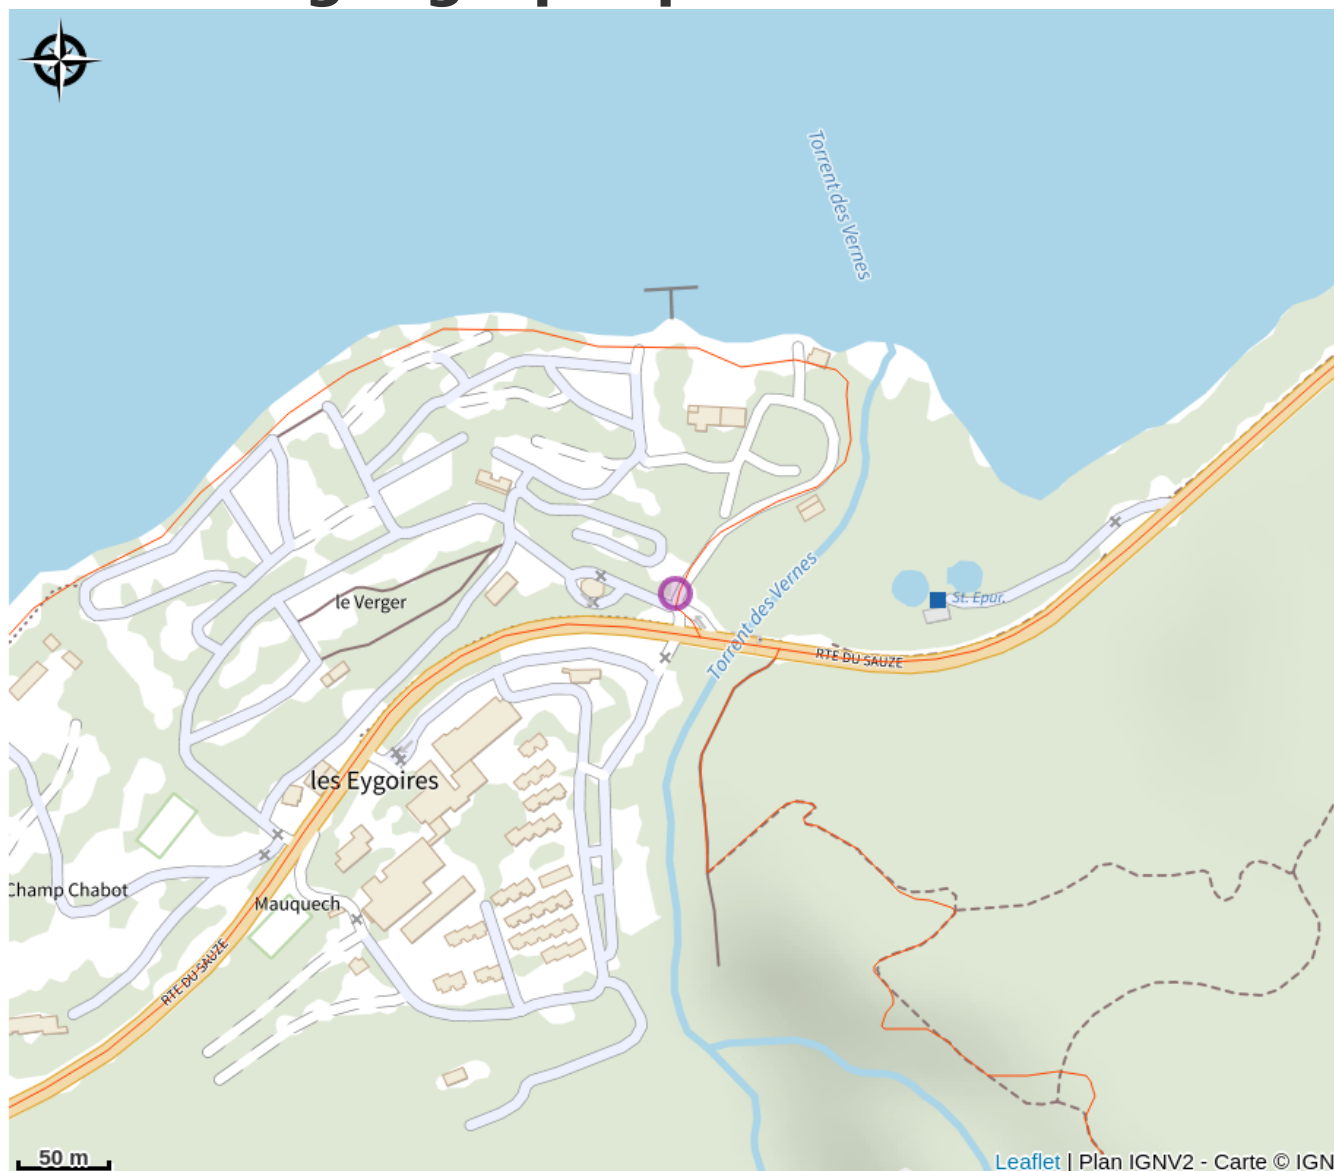 Torrent des Vernes
le Verger
St. Epur.
Torrent des Vernes
RTE DU SAUZE
les Eygoires
Champ Chabot
Mauquech
RTE DU SAUZE
50 m
Leaflet | Plan IGNV2 - Carte © IGN